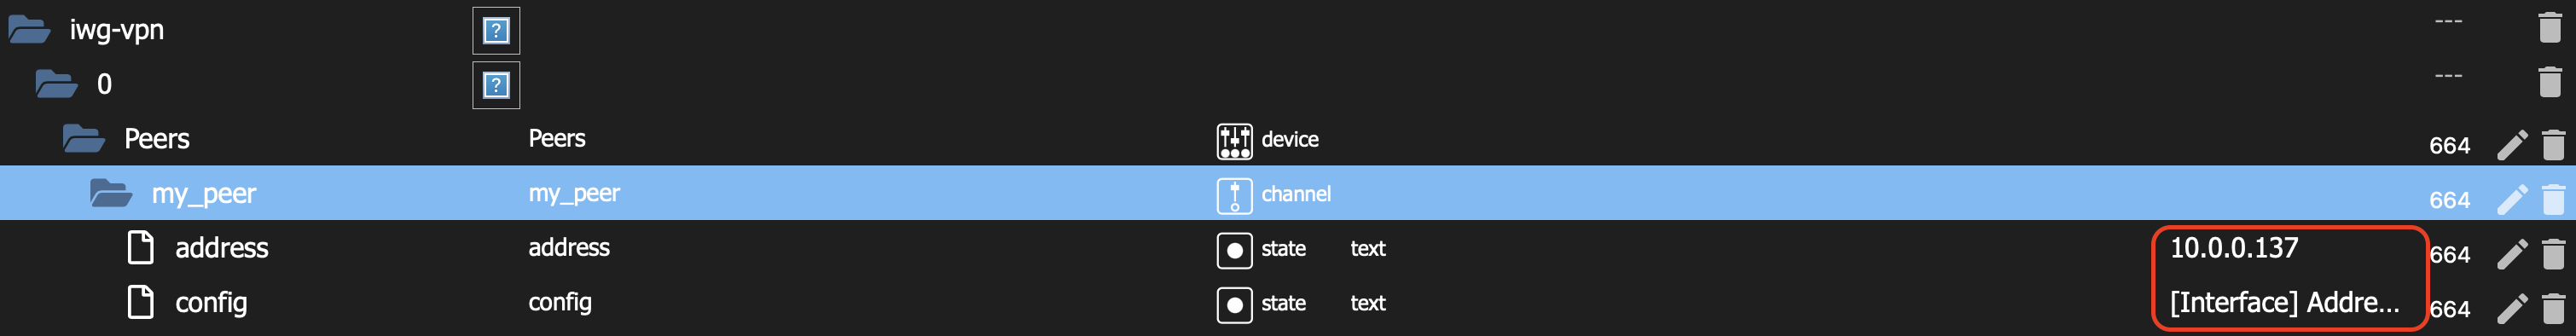 iwg-vpn ? ---
0 ? ---
Peers Peers device 664
my_peer my_peer channel 664
address address state text 10.0.0.137 664
config config state text [Interface] Addre... 664